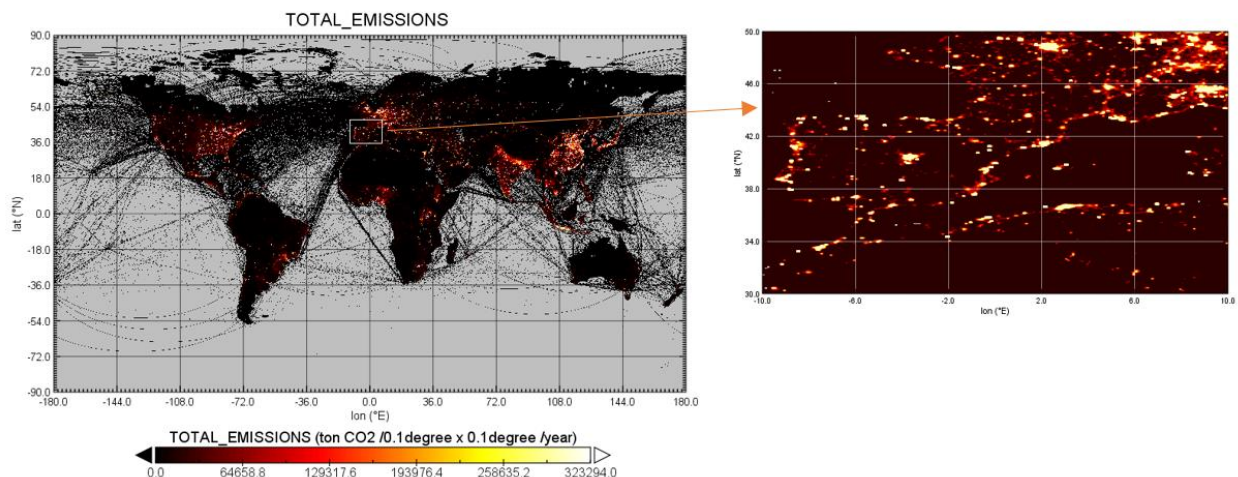 TOTAL_EMISSIONS
lat (°N)
90.0
72.0
54.0
36.0
18.0
0.0
-18.0
-36.0
-54.0
-72.0
-90.0
-180.0 -144.0 -108.0 -72.0 -36.0 0.0 36.0 72.0 108.0 144.0 180.0
lon (°E)
TOTAL_EMISSIONS (ton CO2 /0.1degree x 0.1degree /year)
0.0 64658.8 129317.6 193976.4 258635.2 323294.0
lat (°N)
50.0
46.0
42.0
38.0
34.0
30.0
-10.0 -6.0 -2.0 2.0 6.0 10.0
lon (°E)